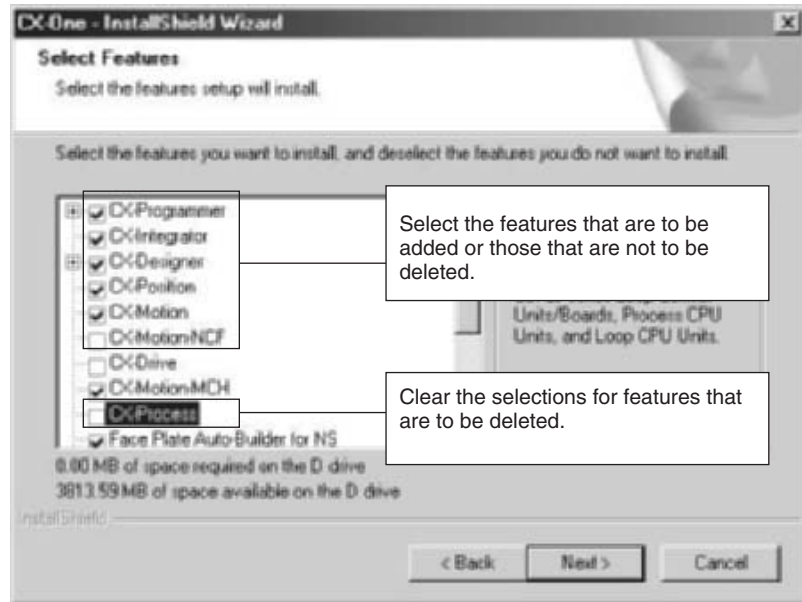 CX-One - InstallShield Wizard
Select Features
Select the features setup will install.
Select the features you want to install, and deselect the features you do not want to install.
CX-Programmer
CX-Integrator
CX-Designer
CX-Position
CX-Motion
CX-Motion-NCF
CX-Drive
CX-Motion-MCH
CX-Process
Face Plate Auto-Builder for NS
Select the features that are to be
added or those that are not to be
deleted.
Units/Boards, Process CPU
Units, and Loop CPU Units.
Clear the selections for features that
are to be deleted.
0.00 MB of space required on the D drive
3813.59 MB of space available on the D drive
InstallShield
< Back
Next >
Cancel